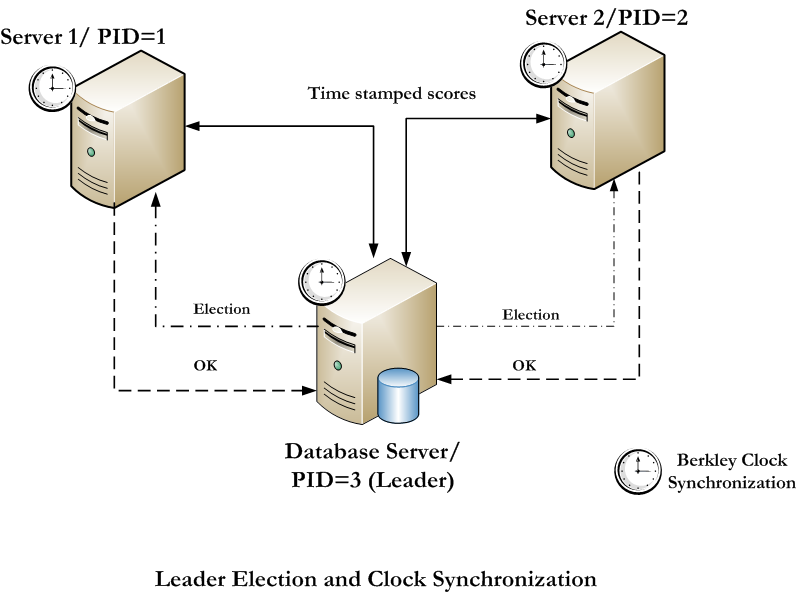 Server 1/ PID=1
Server 2/PID=2
Time stamped scores
Election
Election
OK
OK
Database Server/
PID=3 (Leader)
Berkley Clock
Synchronization
Leader Election and Clock Synchronization